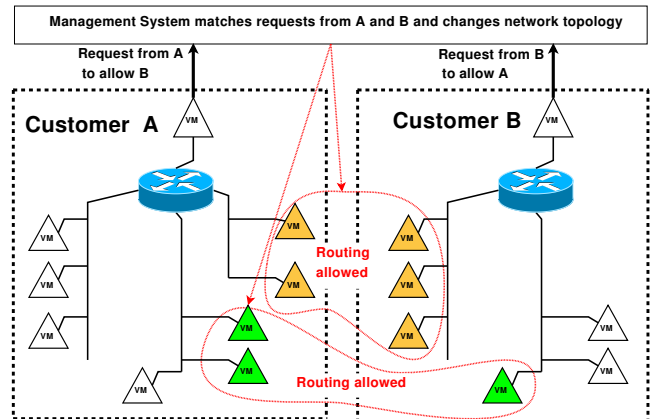 Management System matches requests from A and B and changes network topology
Request from A
to allow B
Request from B
to allow A
Customer A
VM
Customer B
VM
VM
VM
VM
VM
VM
VM
VM
VM
VM
VM
VM
Routing
allowed
VM
VM
VM
VM
Routing allowed
VM